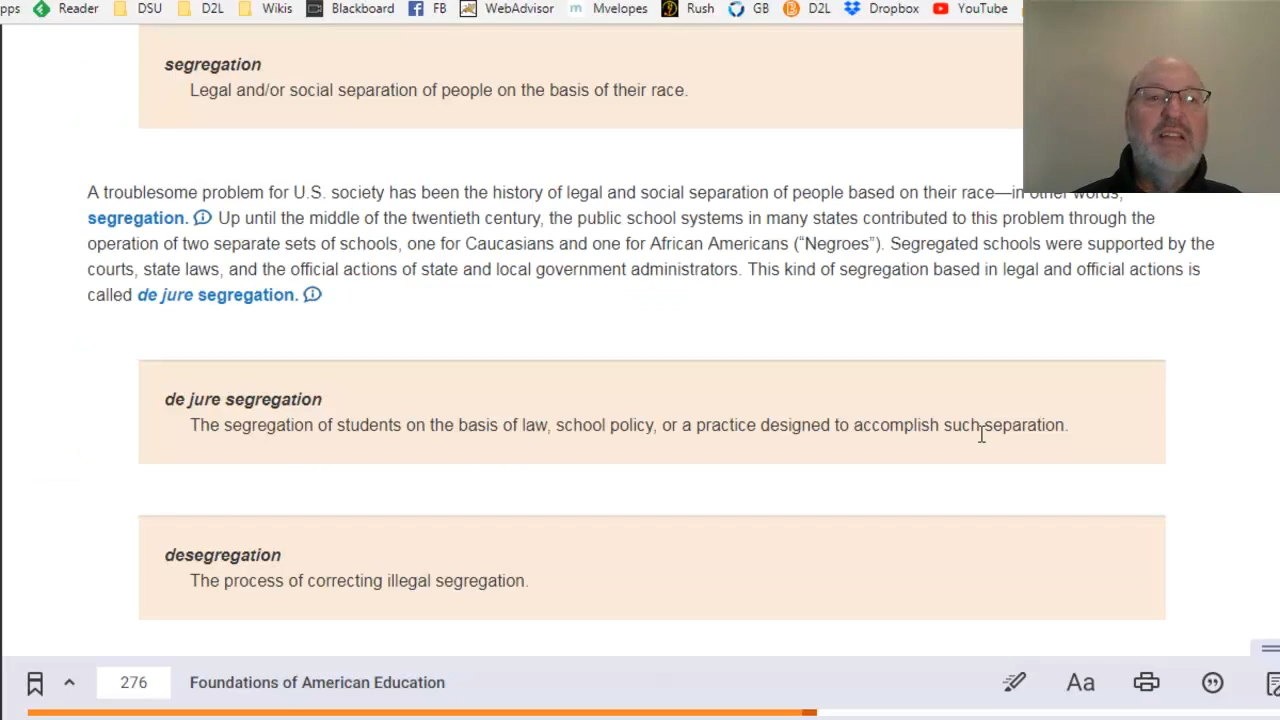 pps Reader DSU D2L Wikis Blackboard FB WebAdvisor Mvelopes Rush GB D2L Dropbox YouTube
segregation
Legal and/or social separation of people on the basis of their race.
A troublesome problem for U.S. society has been the history of legal and social separation of people based on their race—in other words,
segregation. Up until the middle of the twentieth century, the public school systems in many states contributed to this problem through the
operation of two separate sets of schools, one for Caucasians and one for African Americans (“Negroes”). Segregated schools were supported by the
courts, state laws, and the official actions of state and local government administrators. This kind of segregation based in legal and official actions is
called de jure segregation.
de jure segregation
The segregation of students on the basis of law, school policy, or a practice designed to accomplish such separation.
desegregation
The process of correcting illegal segregation.
276 Foundations of American Education Aa